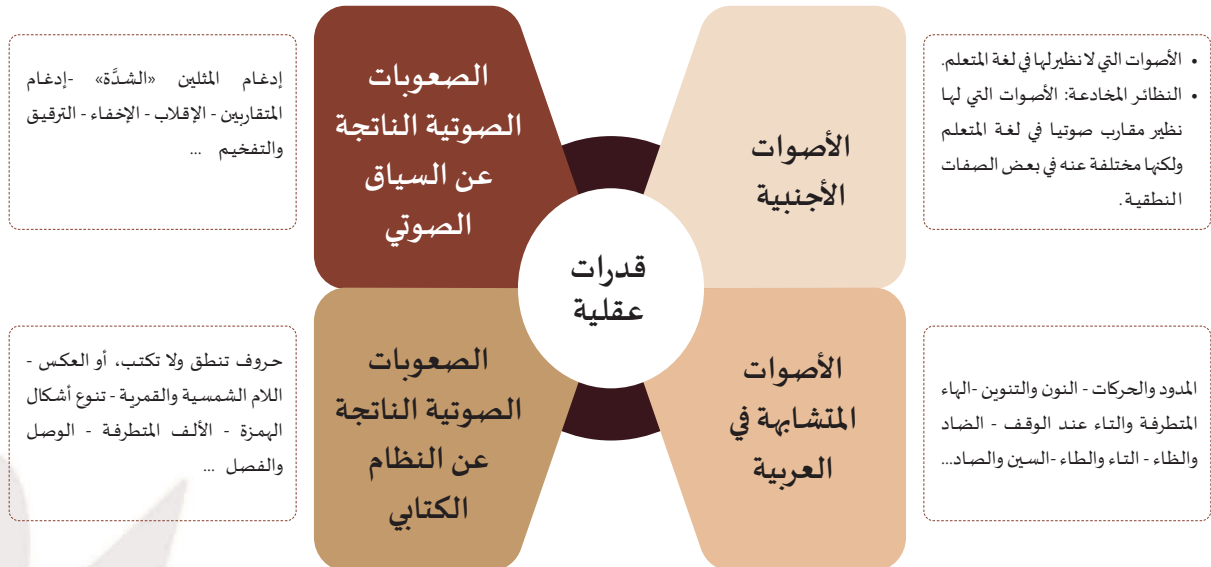 • الأصوات التي لا نظير لها في لغة المتعلم.
• النظائر المخادعة: الأصوات التي لها
نظير مقارب صوتيا في لغة المتعلم
ولكنها مختلفة عنه في بعض الصفات
النطقية.
الأصوات
الأجنبية
الصعوبات
الصوتية الناتجة
عن السياق
الصوتي
إدغام المثلين «الشدَّة» -إدغام
المتقاربين - الإقلاب - الإخفاء - الترقيق
والتفخيم ...
قدرات
عقلية
المدود والحركات - النون والتنوين -الهاء
المتطرفة والتاء عند الوقف - الضاد
والظاء - التاء والطاء -السين والصاد...
الأصوات
المتشابهة في
العربية
الصعوبات
الصوتية الناتجة
عن النظام
الكتابي
حروف تنطق ولا تكتب، أو العكس -
اللام الشمسية والقمرية - تنوع أشكال
الهمزة - الألف المتطرفة - الوصل
والفصل ...